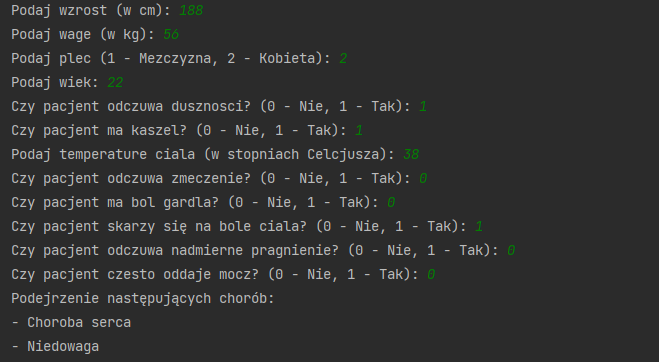 Podaj wzrost (w cm): 188
Podaj wage (w kg): 56
Podaj plec (1 - Mezczyzna, 2 - Kobieta): 2
Podaj wiek: 22
Czy pacjent odczuwa dusznosci? (0 - Nie, 1 - Tak): 1
Czy pacjent ma kaszel? (0 - Nie, 1 - Tak): 1
Podaj temperature ciala (w stopniach Celcjusza): 38
Czy pacjent odczuwa zmeczenie? (0 - Nie, 1 - Tak): 0
Czy pacjent ma bol gardla? (0 - Nie, 1 - Tak): 0
Czy pacjent skarzy się na bole ciala? (0 - Nie, 1 - Tak): 1
Czy pacjent odczuwa nadmierne pragnienie? (0 - Nie, 1 - Tak): 0
Czy pacjent czesto oddaje mocz? (0 - Nie, 1 - Tak): 0
Podejrzenie następujących chorób:
- Choroba serca
- Niedowaga